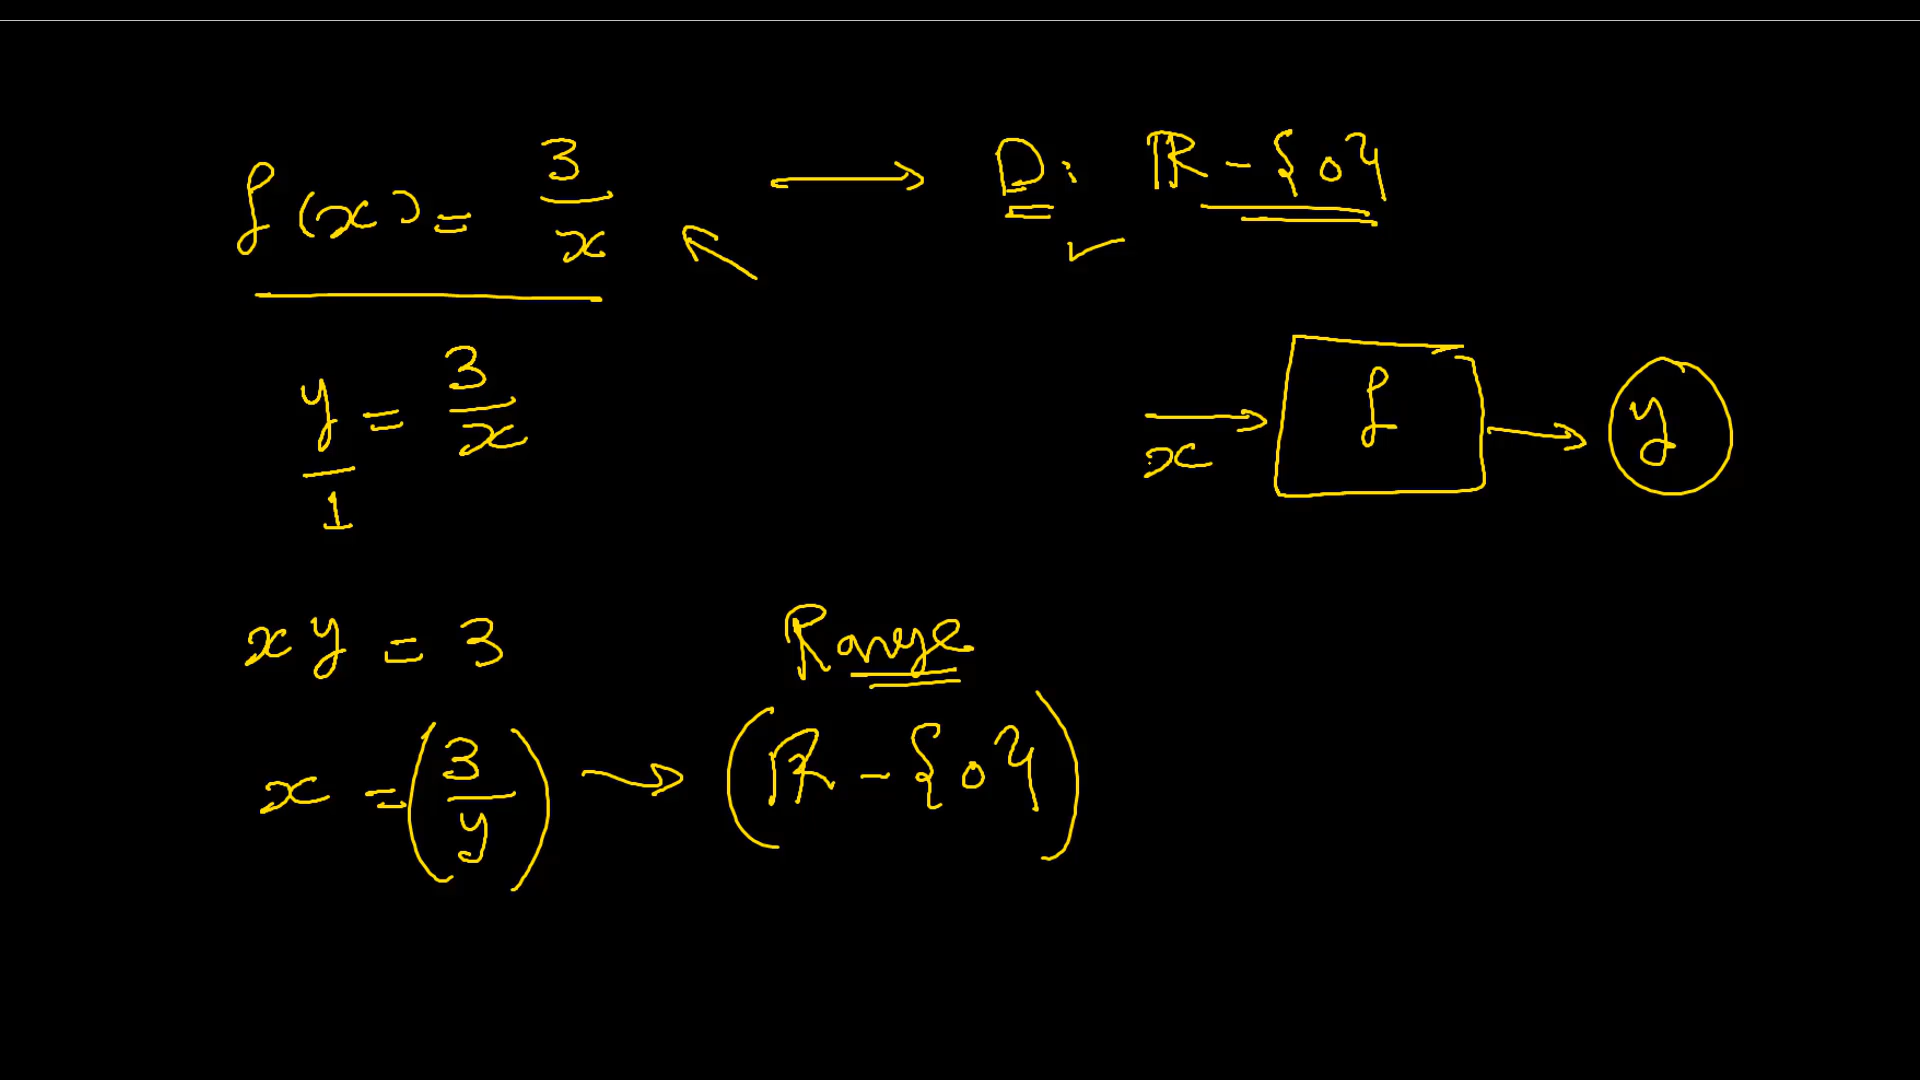 f(x) = 3/x → D: ℝ - {0}
y/1 = 3/x
x → f → y
xy = 3
Range
x = (3/y) → (ℝ - {0})